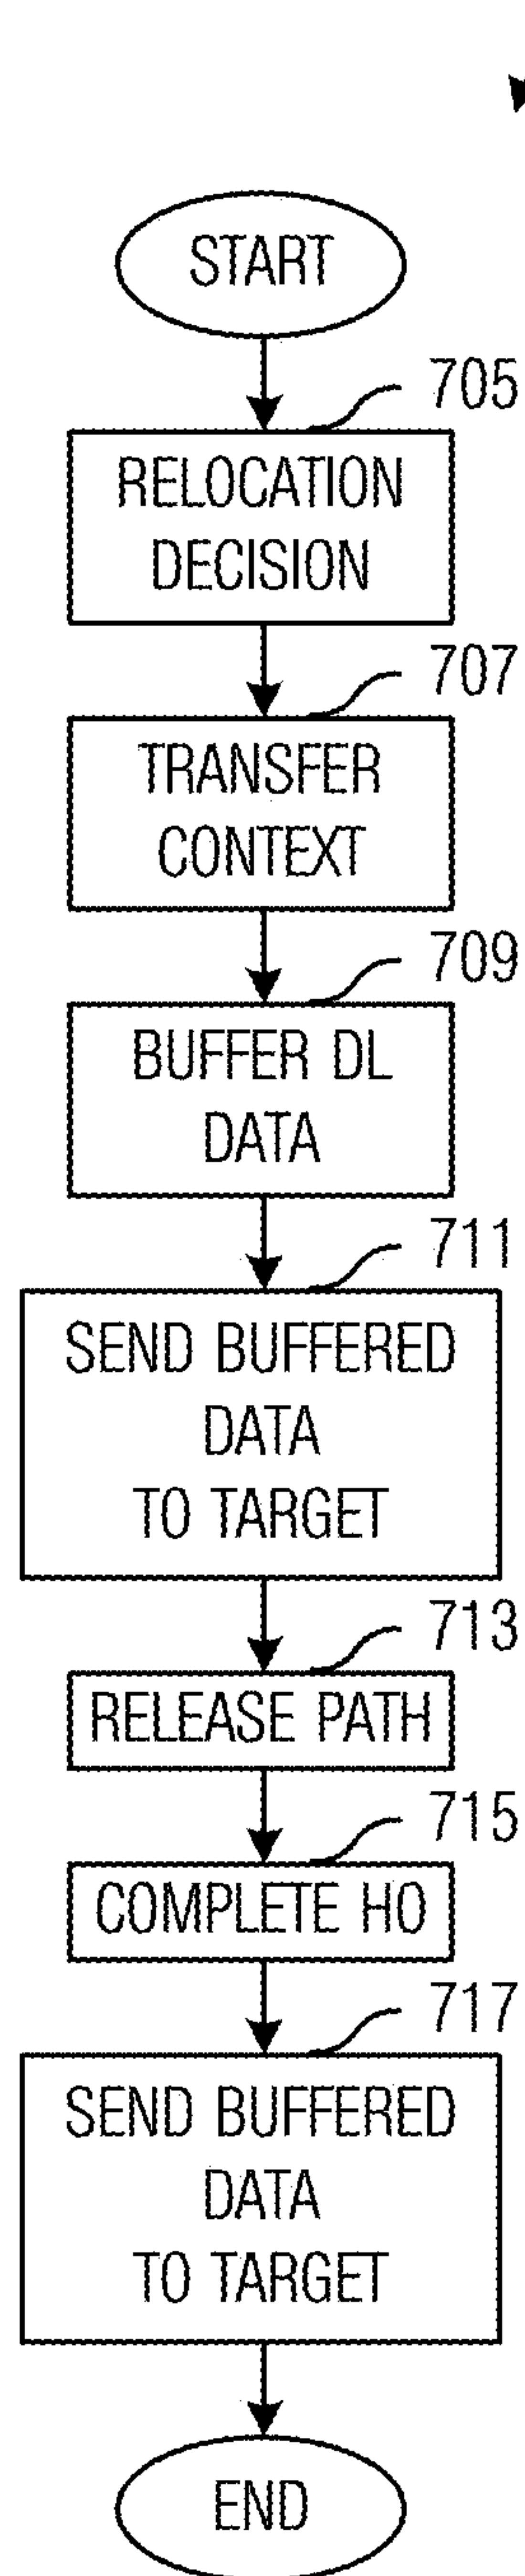 START
705
RELOCATION
DECISION
707
TRANSFER
CONTEXT
709
BUFFER DL
DATA
711
SEND BUFFERED
DATA
TO TARGET
713
RELEASE PATH
715
COMPLETE HO
717
SEND BUFFERED
DATA
TO TARGET
END